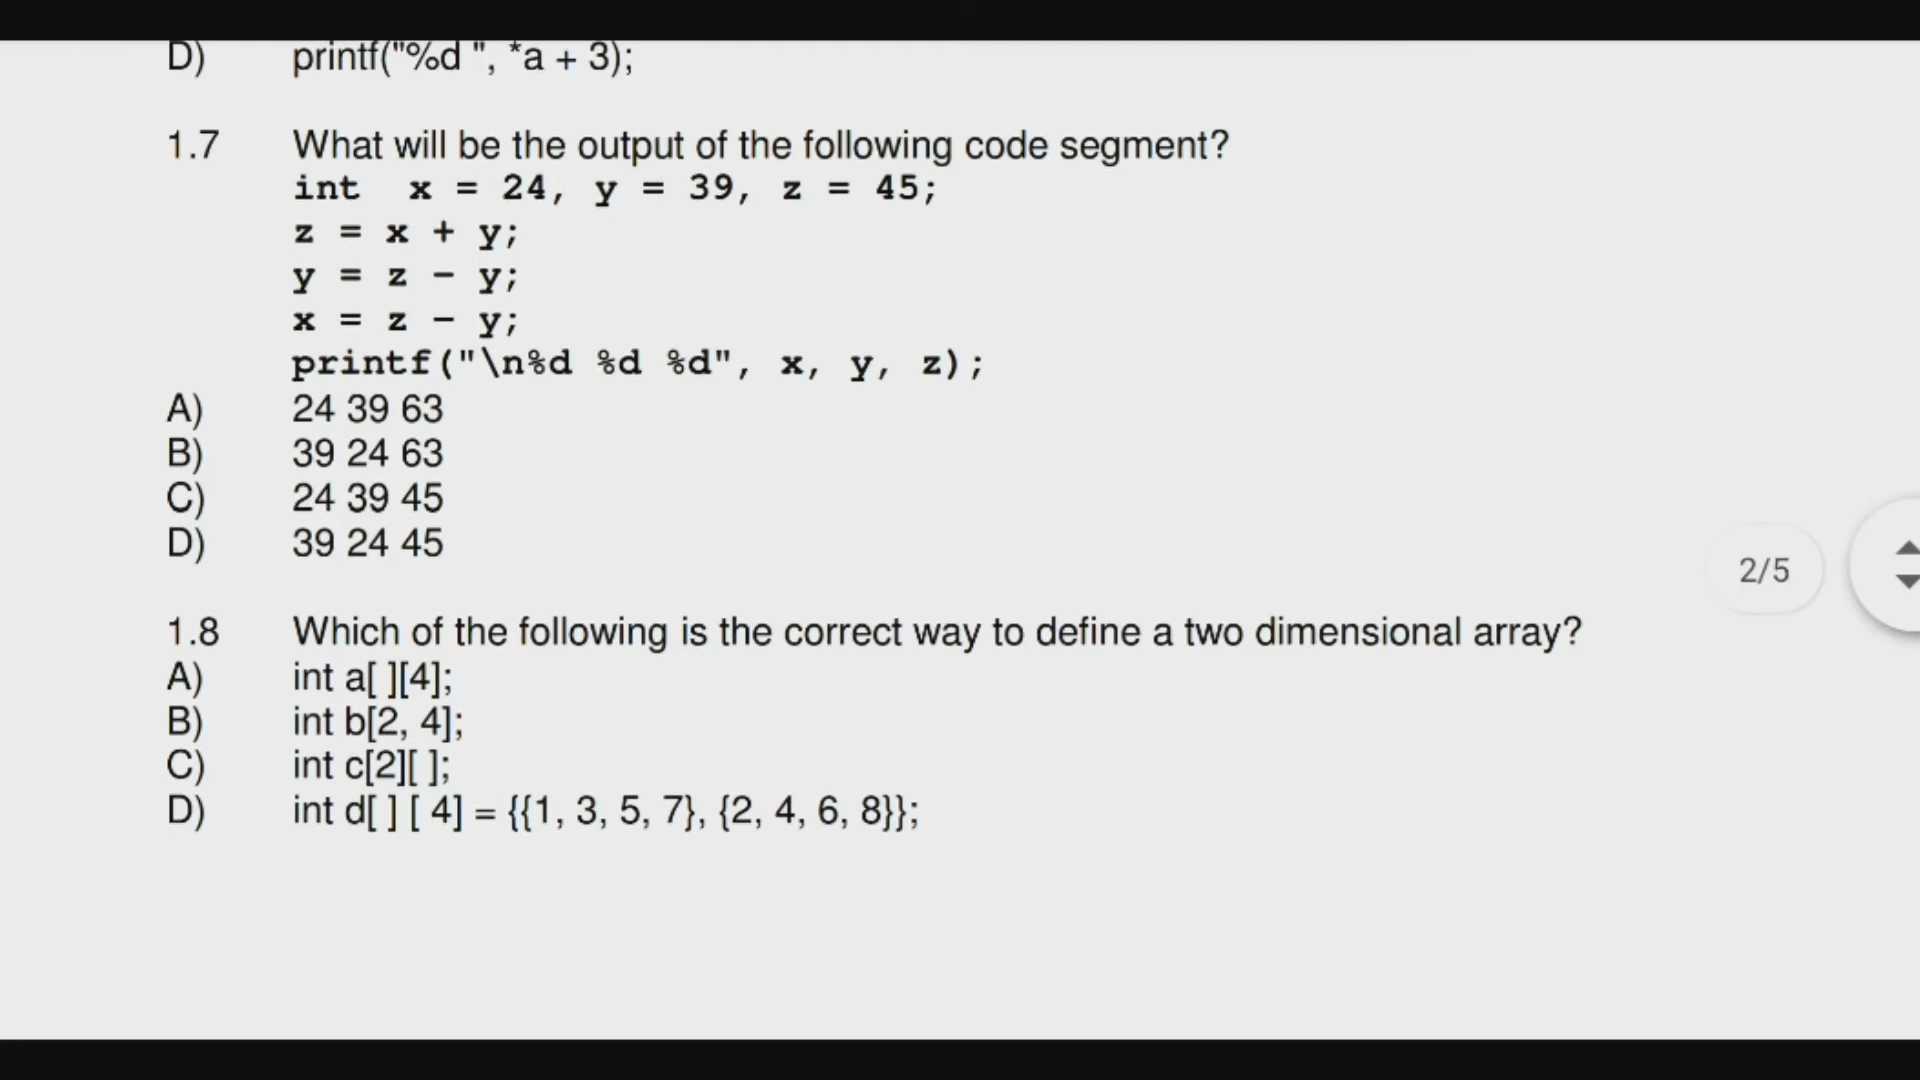 D) printf("%d ", *a + 3);
1.7 What will be the output of the following code segment?
int x = 24, y = 39, z = 45;
z = x + y;
y = z - y;
x = z - y;
printf("\n%d %d %d", x, y, z);
A) 24 39 63
B) 39 24 63
C) 24 39 45
D) 39 24 45
2/5
1.8 Which of the following is the correct way to define a two dimensional array?
A) int a[ ][4];
B) int b[2, 4];
C) int c[2][ ];
D) int d[ ] [ 4] = {{1, 3, 5, 7}, {2, 4, 6, 8}};